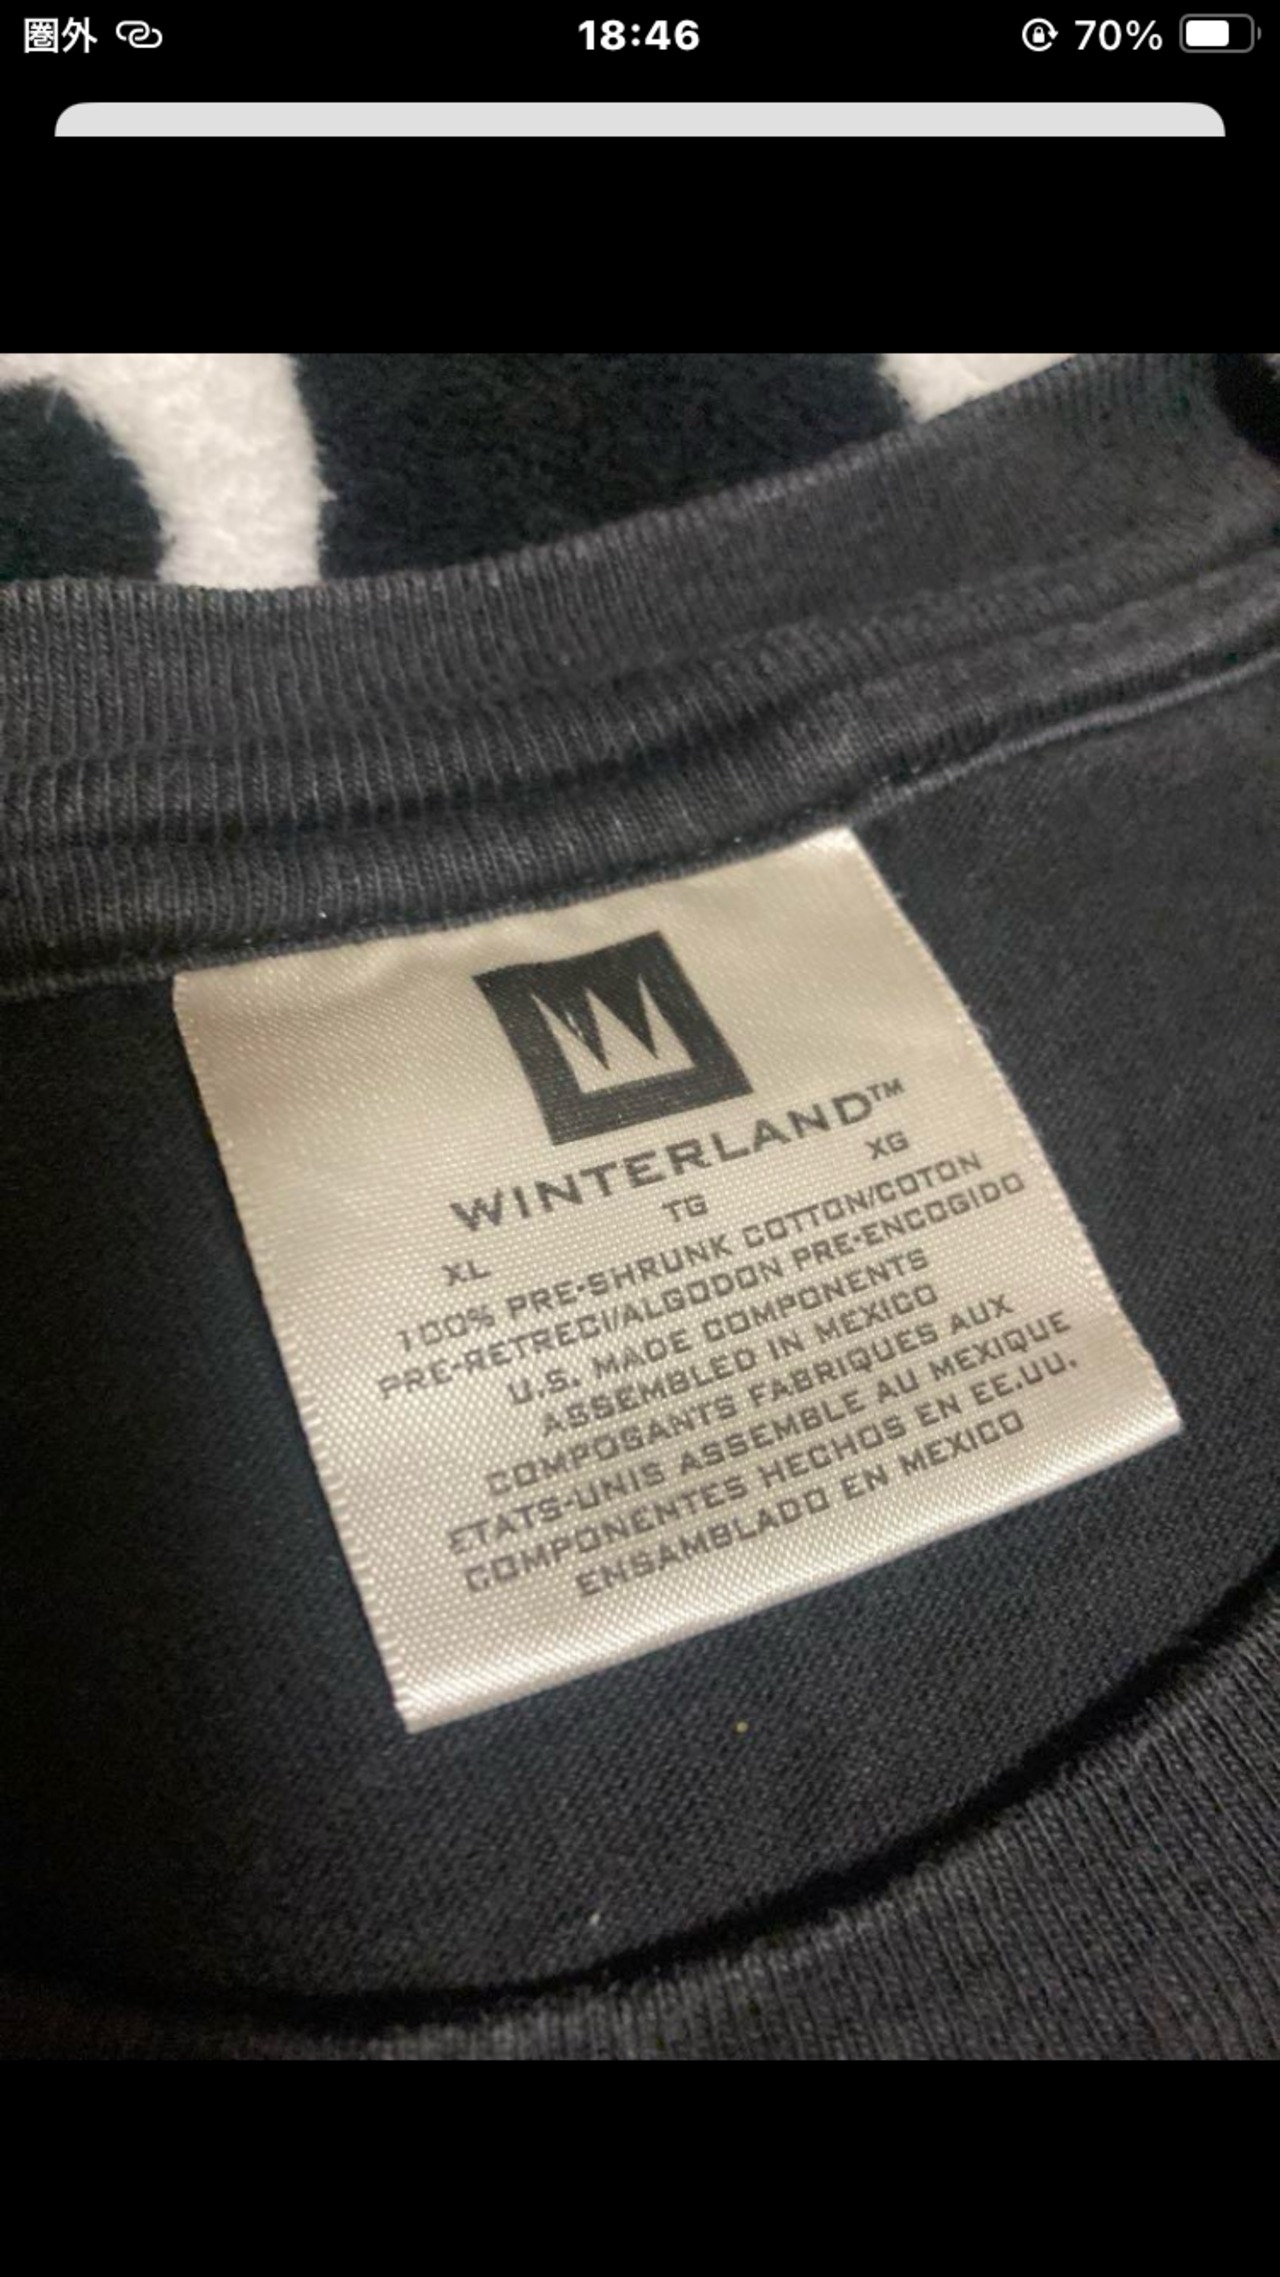 圏外
18:46
70%
WINTERLAND™
XL TG XG
100% PRE-SHRUNK COTTON/COTON
PRE-RETRECI/ALGODON PRE-ENCOGIDO
U.S. MADE COMPONENTS
ASSEMBLED IN MEXICO
COMPOSANTS FABRIQUES AUX
ETATS-UNIS ASSEMBLE AU MEXIQUE
COMPONENTES HECHOS EN EE.UU.
ENSAMBLADO EN MEXICO